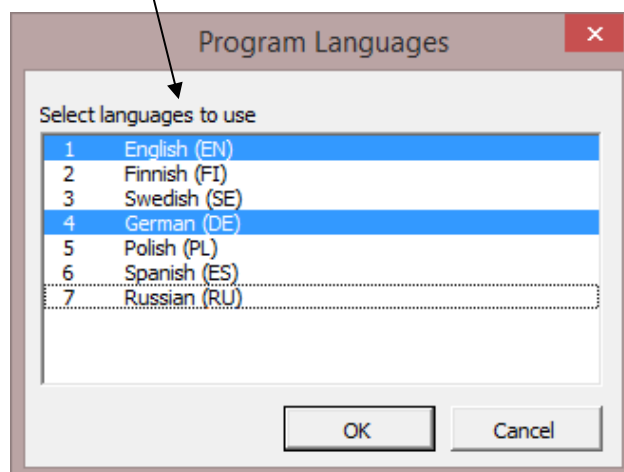 Program Languages
Select languages to use
1 English (EN)
2 Finnish (FI)
3 Swedish (SE)
4 German (DE)
5 Polish (PL)
6 Spanish (ES)
7 Russian (RU)
OK Cancel